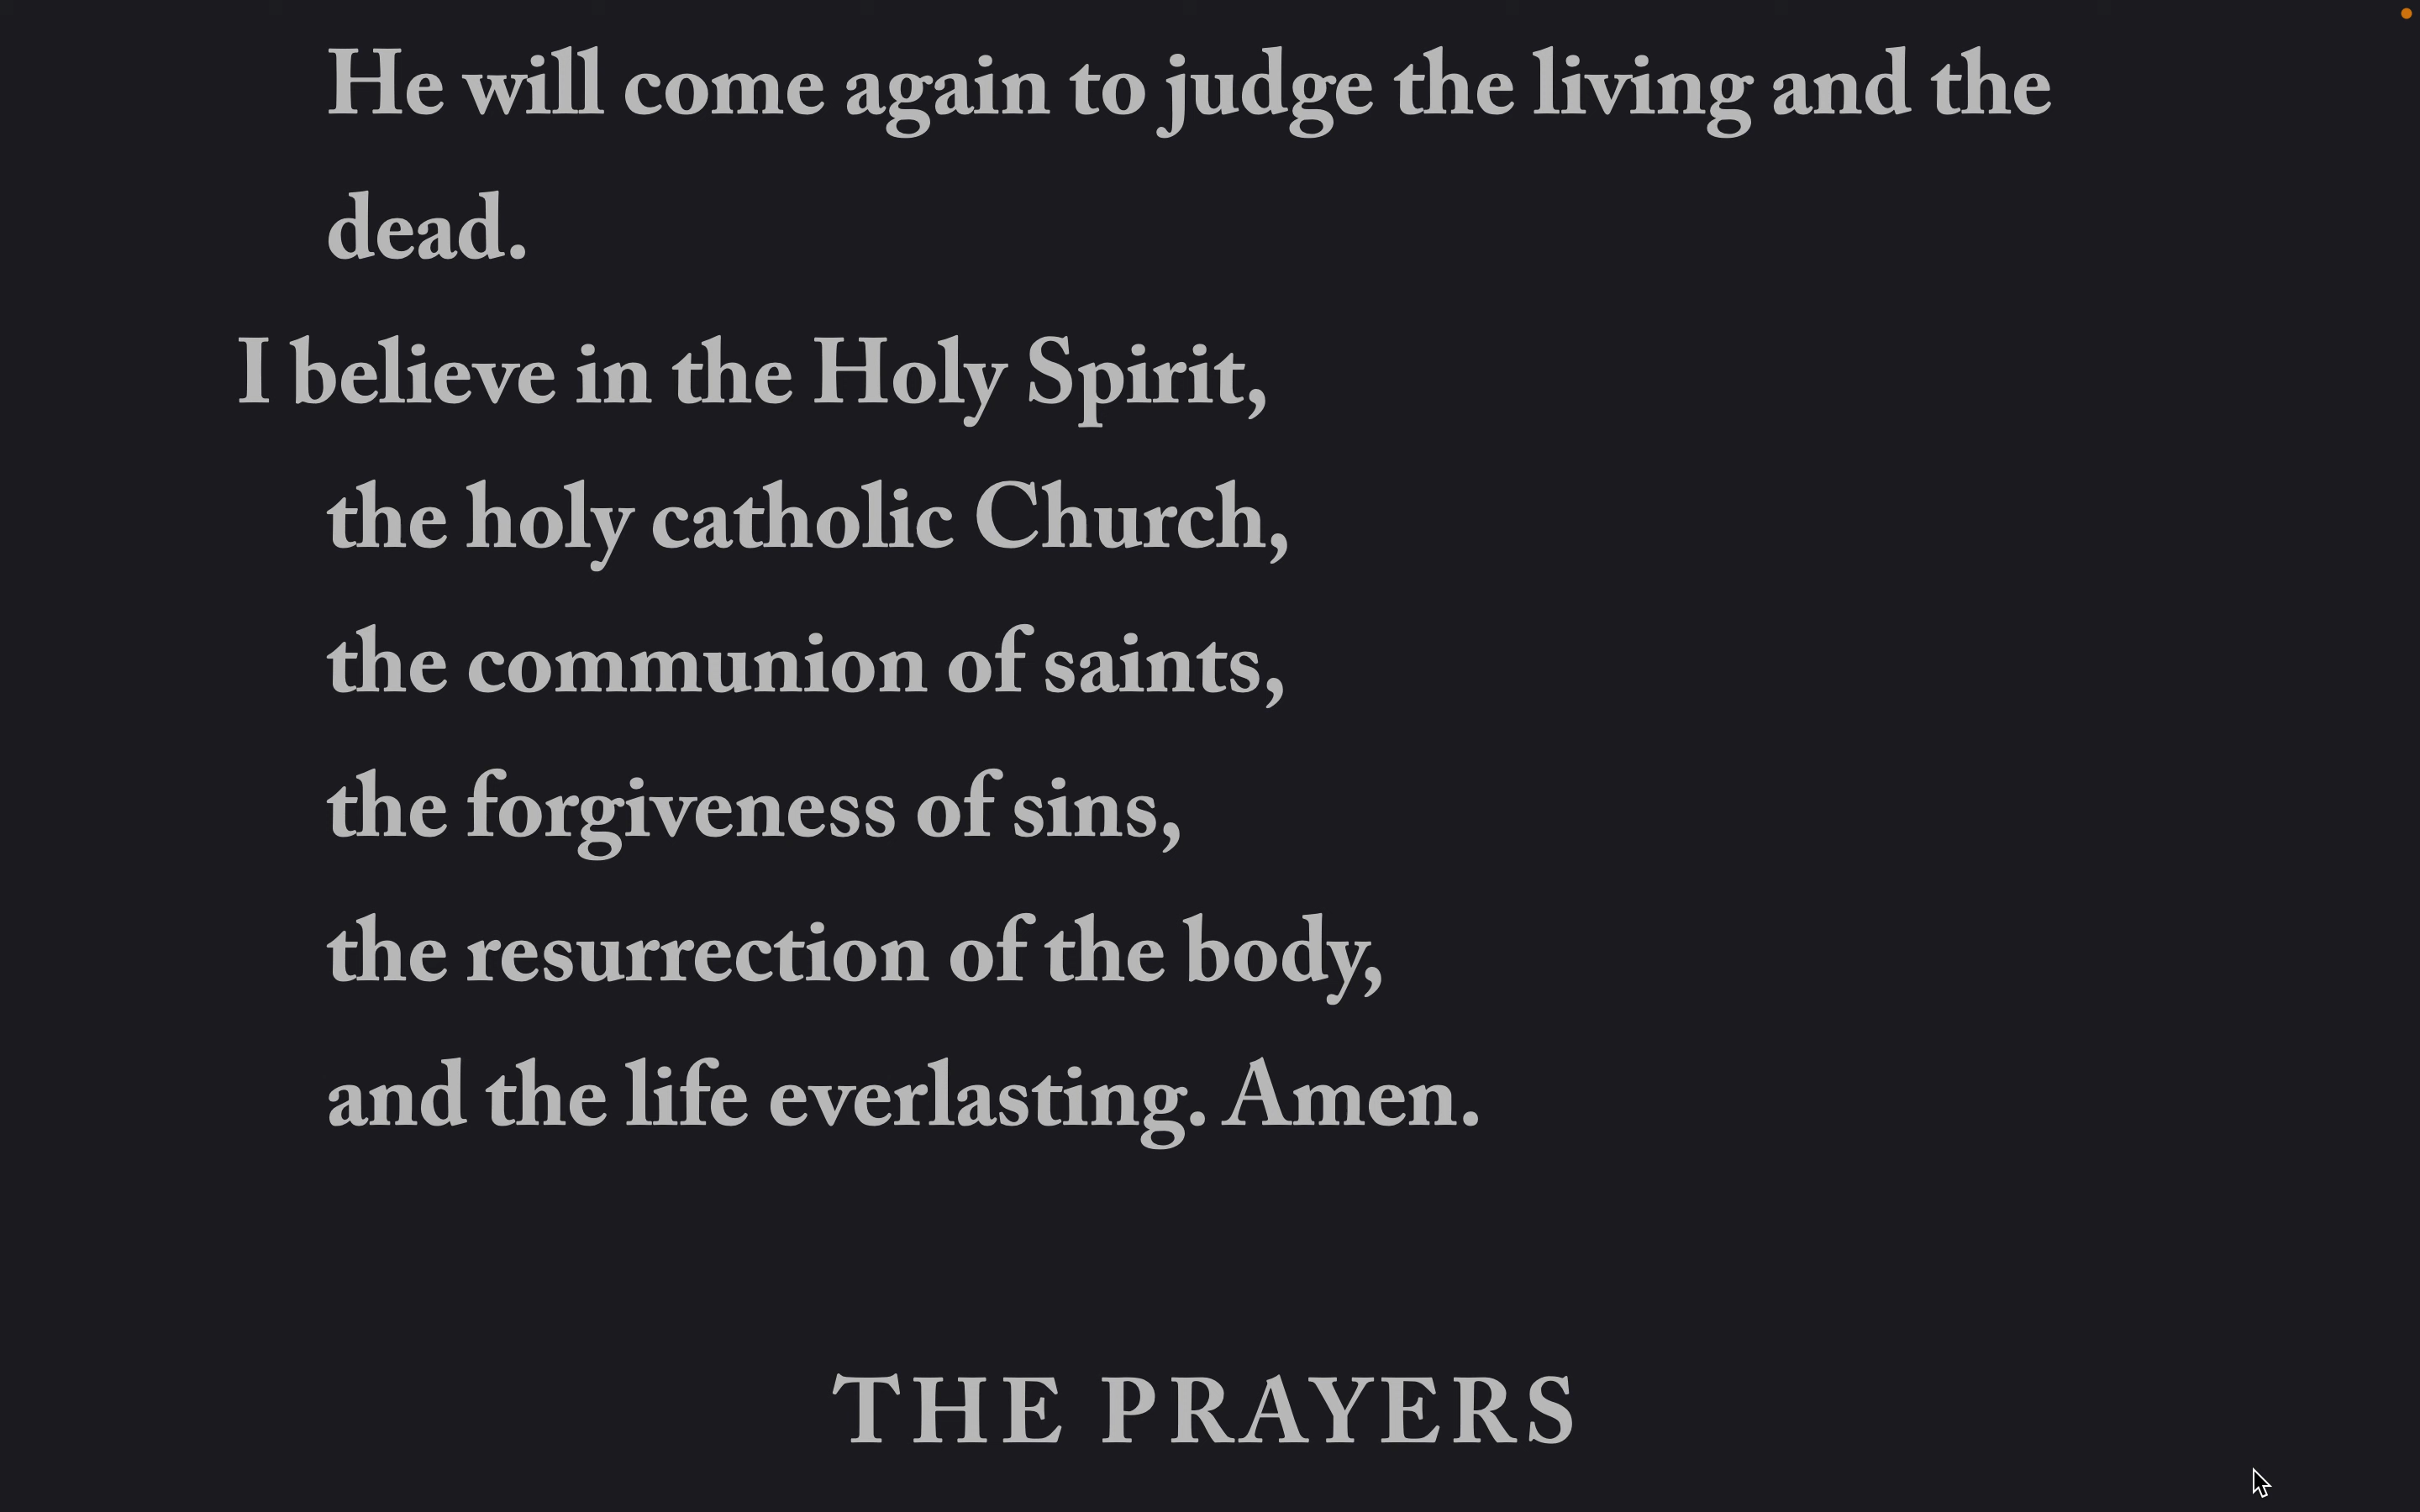 He will come again to judge the living and the
dead.
I believe in the Holy Spirit,
the holy catholic Church,
the communion of saints,
the forgiveness of sins,
the resurrection of the body,
and the life everlasting. Amen.
THE PRAYERS